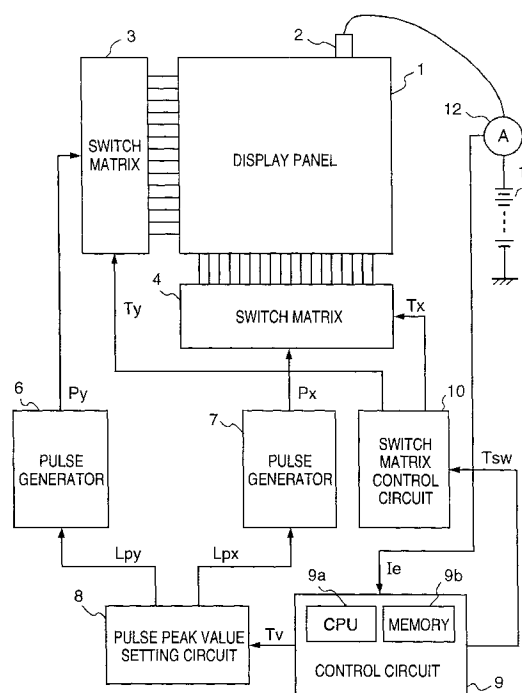 2
3
1
12
A
1
SWITCH
MATRIX
DISPLAY PANEL
4
Ty
SWITCH MATRIX
Tx
6
Py
7
Px
10
PULSE
GENERATOR
PULSE
GENERATOR
SWITCH
MATRIX
CONTROL
CIRCUIT
Tsw
Lpy
Lpx
Ie
8
9a
9b
PULSE PEAK VALUE
SETTING CIRCUIT
Tv
CPU
MEMORY
CONTROL CIRCUIT
9